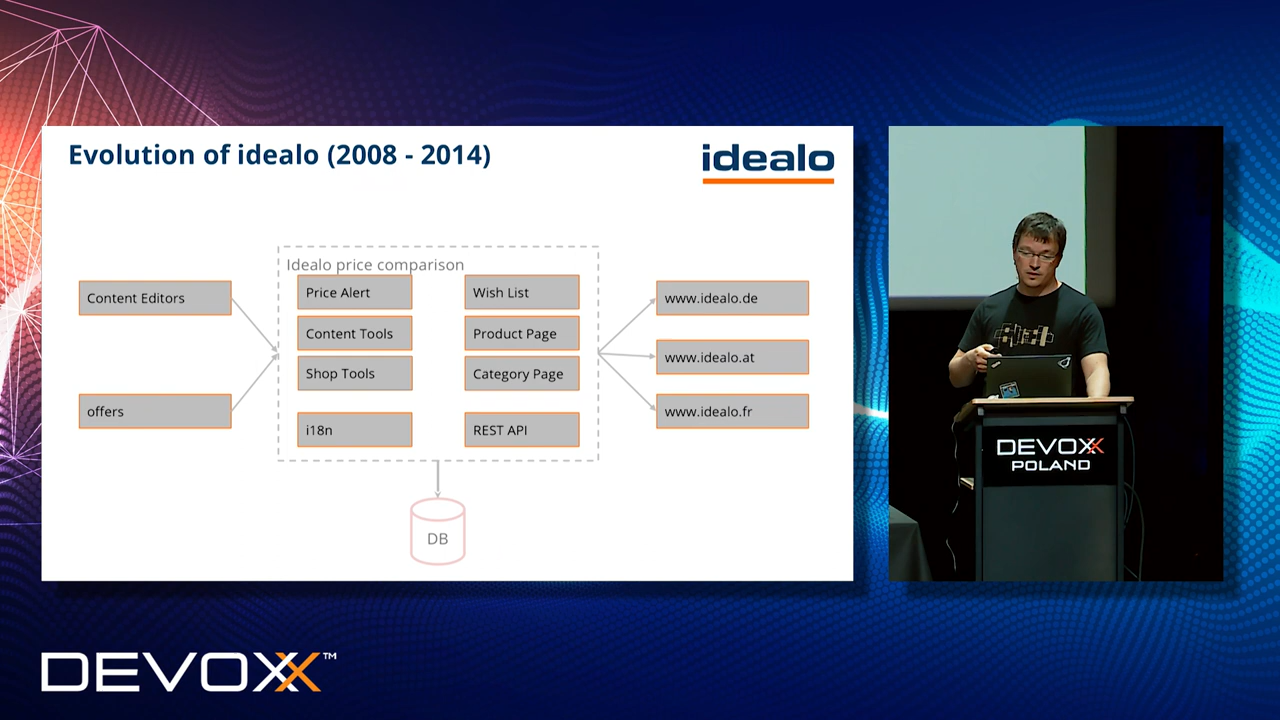 Evolution of idealo (2008 - 2014)
idealo
Idealo price comparison
Content Editors
offers
Price Alert
Wish List
Content Tools
Product Page
Shop Tools
Category Page
i18n
REST API
www.idealo.de
www.idealo.at
www.idealo.fr
DB
DEVOXX
POLAND
DEVOXX™